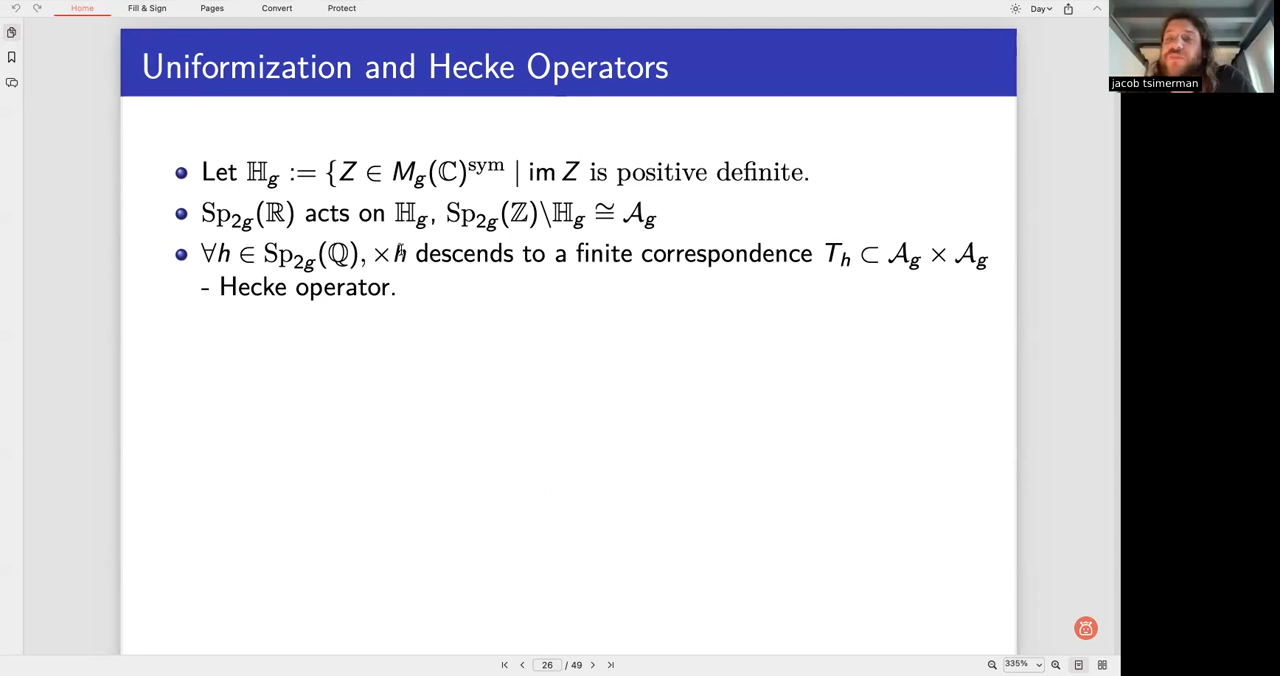 Home Fill & Sign Pages Convert Protect Day
jacob tsimerman
Uniformization and Hecke Operators
Let ℍ_g := {Z ∈ M_g(ℂ)^sym | im Z is positive definite.
Sp_2g(ℝ) acts on ℍ_g, Sp_2g(ℤ)\ℍ_g ≅ 𝒜_g
∀h ∈ Sp_2g(ℚ), ×h descends to a finite correspondence T_h ⊂ 𝒜_g × 𝒜_g
- Hecke operator.
26 / 49 335%